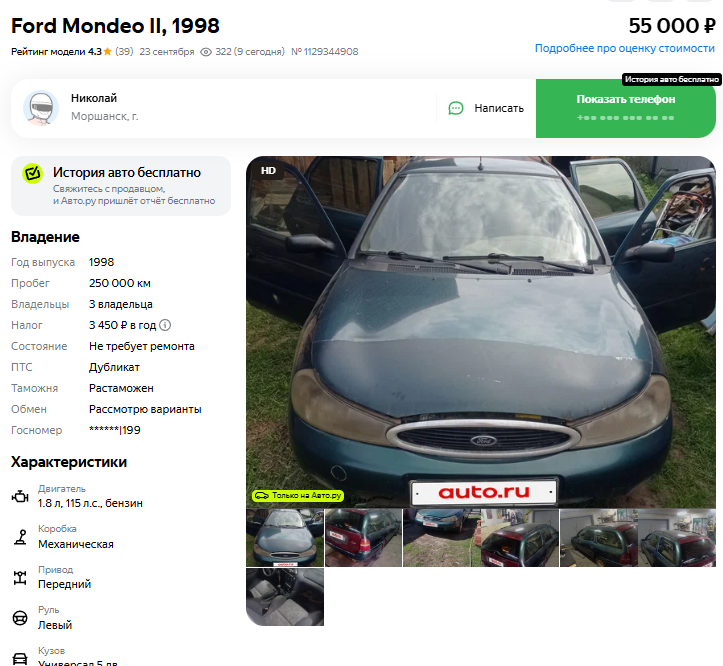 Ford Mondeo II, 1998
55 000 ₽
Рейтинг модели 4.3 ★ (39) 23 сентября 322 (9 сегодня) № 1129344908
Подробнее про оценку стоимости
История авто бесплатно
Николай
Моршанск, г.
Написать
Показать телефон
+•• ••• ••• •• ••
История авто бесплатно
Свяжитесь с продавцом,
и Авто.ру пришлёт отчёт бесплатно
Владение
Год выпуска 1998
Пробег 250 000 км
Владельцы 3 владельца
Налог 3 450 ₽ в год
Состояние Не требует ремонта
ПТС Дубликат
Таможня Растаможен
Обмен Рассмотрю варианты
Госномер ******|199
Характеристики
Двигатель
1.8 л, 115 л.с., бензин
Коробка
Механическая
Привод
Передний
Руль
Левый
Кузов
Универсал 5 дв.
HD
Ford
auto.ru
Только на Авто.ру